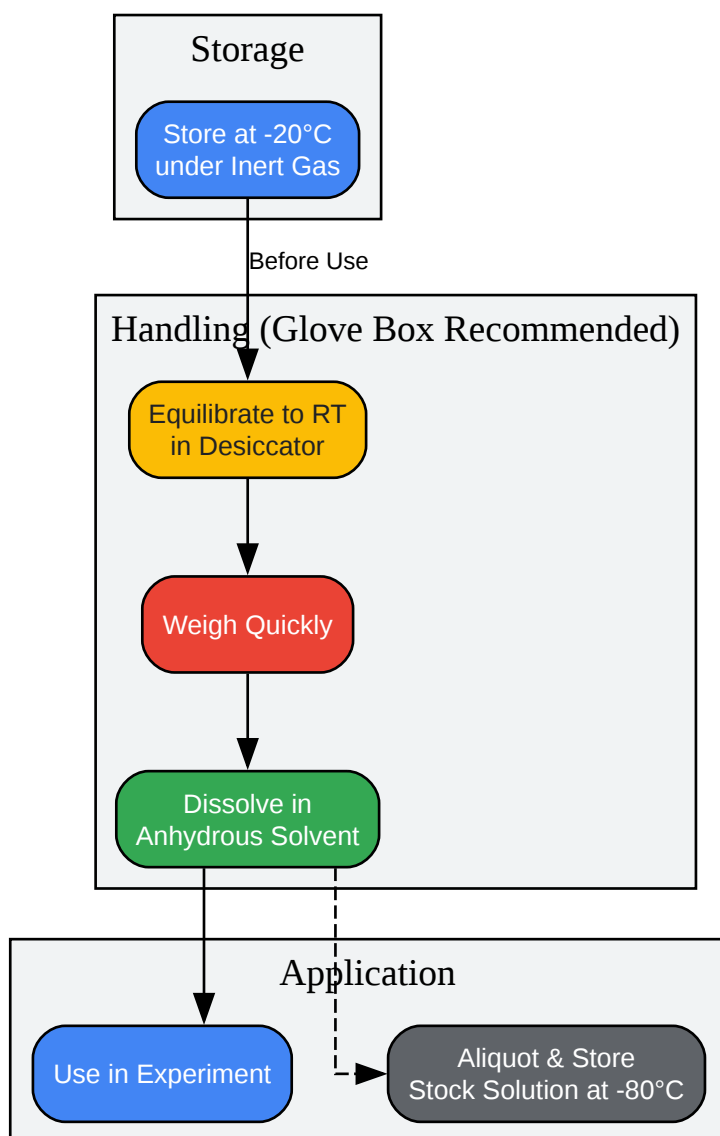 Storage
Store at -20°C
under Inert Gas
Before Use
Handling (Glove Box Recommended)
Equilibrate to RT
in Desiccator
Weigh Quickly
Dissolve in
Anhydrous Solvent
Application
Use in Experiment
Aliquot & Store
Stock Solution at -80°C